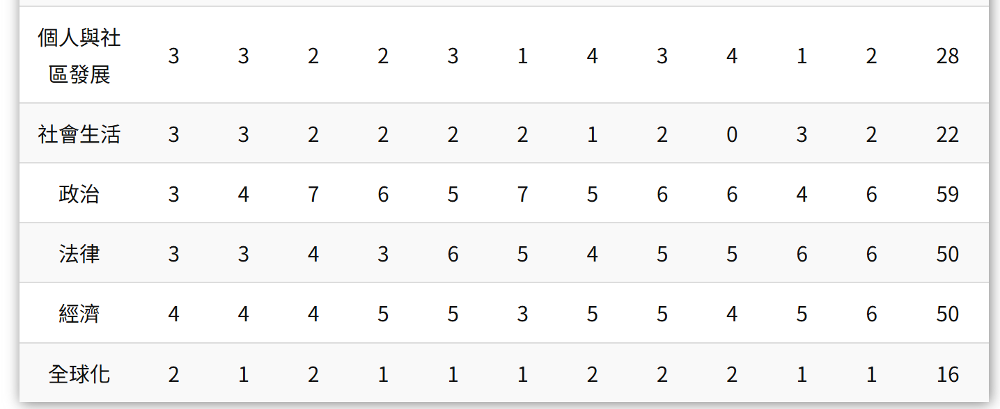 個人與社
區發展 3 3 2 2 3 1 4 3 4 1 2 28
社會生活 3 3 2 2 2 2 1 2 0 3 2 22
政治 3 4 7 6 5 7 5 6 6 4 6 59
法律 3 3 4 3 6 5 4 5 5 6 6 50
經濟 4 4 4 5 5 3 5 5 4 5 6 50
全球化 2 1 2 1 1 1 2 2 2 1 1 16